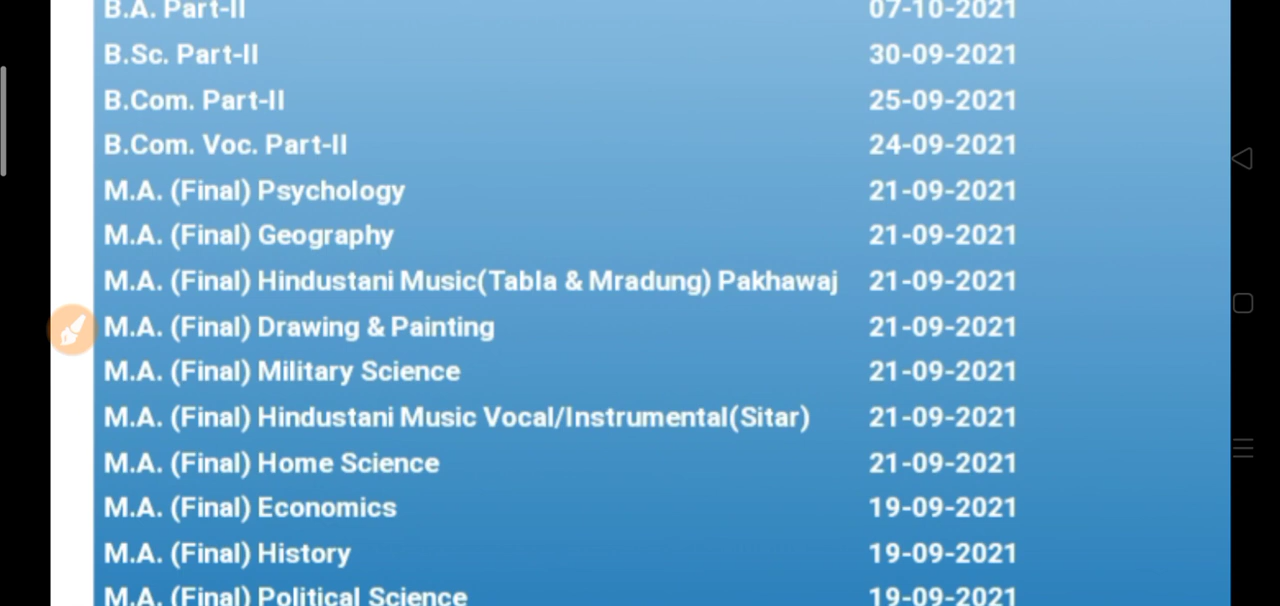 B.A. Part-II 07-10-2021
B.Sc. Part-II 30-09-2021
B.Com. Part-II 25-09-2021
B.Com. Voc. Part-II 24-09-2021
M.A. (Final) Psychology 21-09-2021
M.A. (Final) Geography 21-09-2021
M.A. (Final) Hindustani Music(Tabla & Mradung) Pakhawaj 21-09-2021
M.A. (Final) Drawing & Painting 21-09-2021
M.A. (Final) Military Science 21-09-2021
M.A. (Final) Hindustani Music Vocal/Instrumental(Sitar) 21-09-2021
M.A. (Final) Home Science 21-09-2021
M.A. (Final) Economics 19-09-2021
M.A. (Final) History 19-09-2021
M.A. (Final) Political Science 19-09-2021